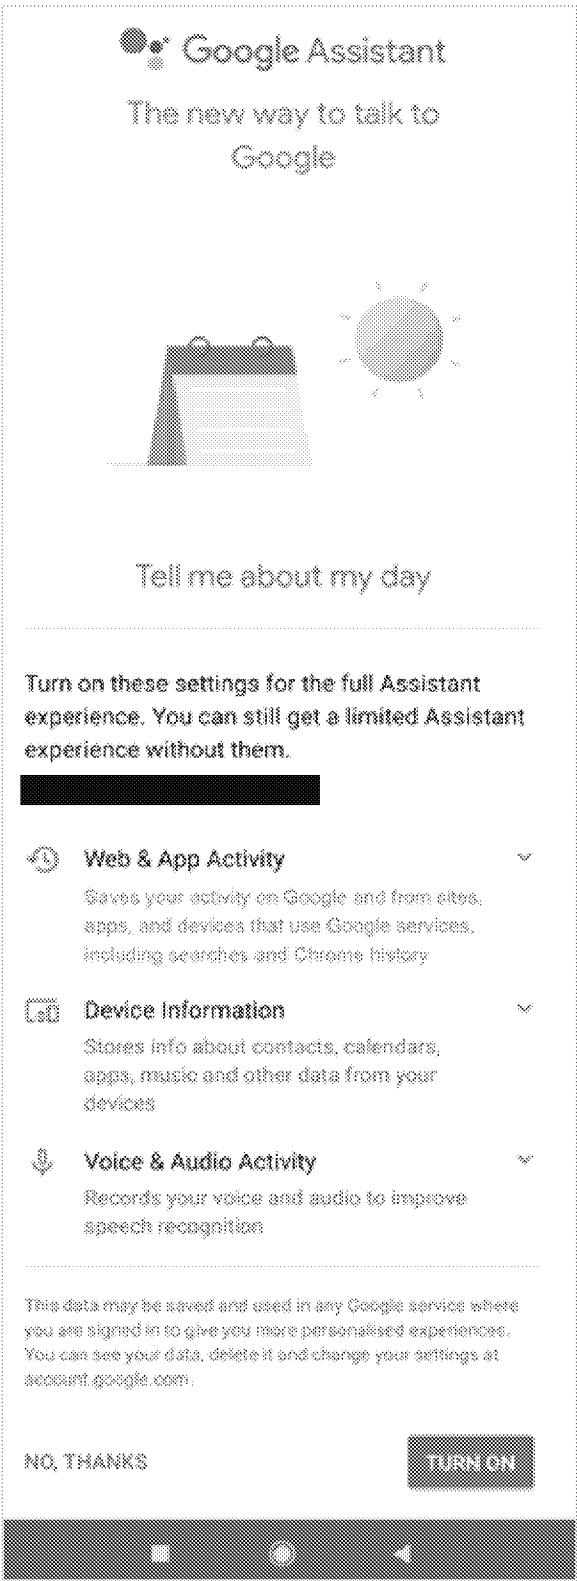 Google Assistant
The new way to talk to
Google
Tell me about my day
Turn on these settings for the full Assistant
experience. You can still get a limited Assistant
experience without them.
Web & App Activity
Saves your activity on Google and from sites,
apps, and devices that use Google services,
including searches and Chrome history
Device Information
Stores info about contacts, calendars,
apps, music and other data from your
devices
Voice & Audio Activity
Records your voice and audio to improve
speech recognition
This data may be saved and used in any Google service where
you are signed in to give you more personalised experiences.
You can see your data, delete it and change your settings at
account.google.com.
NO, THANKS
TURN ON